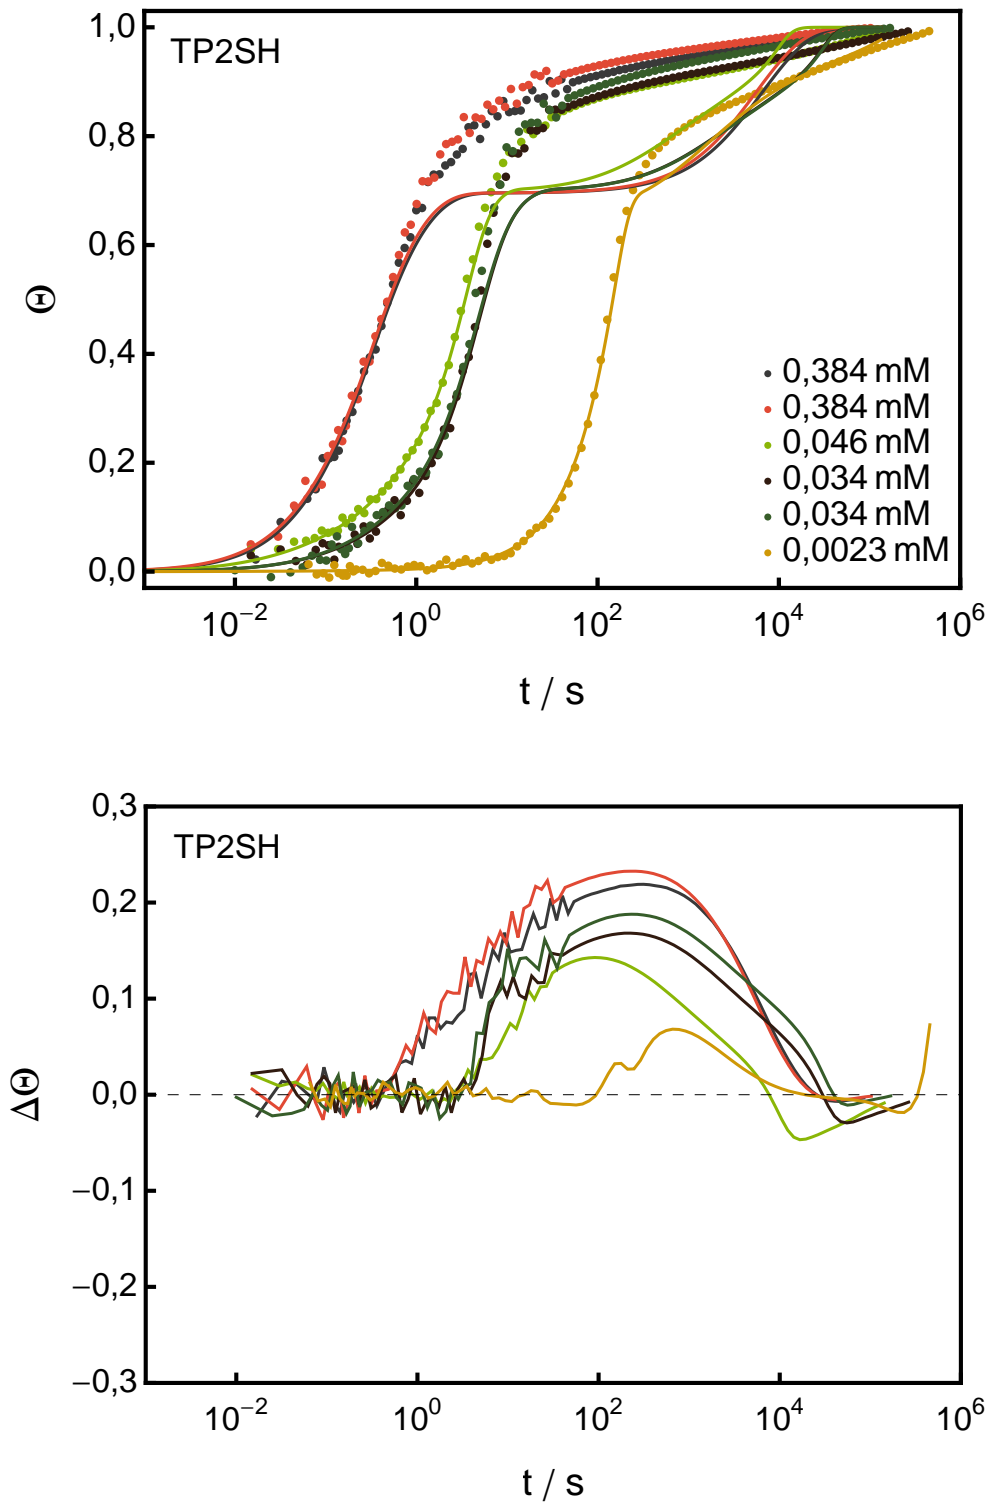 1,0
TP2SH
0,8
0,6
Θ
0,4
0,2
0,0
0,384 mM
0,384 mM
0,046 mM
0,034 mM
0,034 mM
0,0023 mM
10⁻² 10⁰ 10² 10⁴ 10⁶
t / s
0,3
TP2SH
0,2
0,1
ΔΘ
0,0
−0,1
−0,2
−0,3
10⁻² 10⁰ 10² 10⁴ 10⁶
t / s